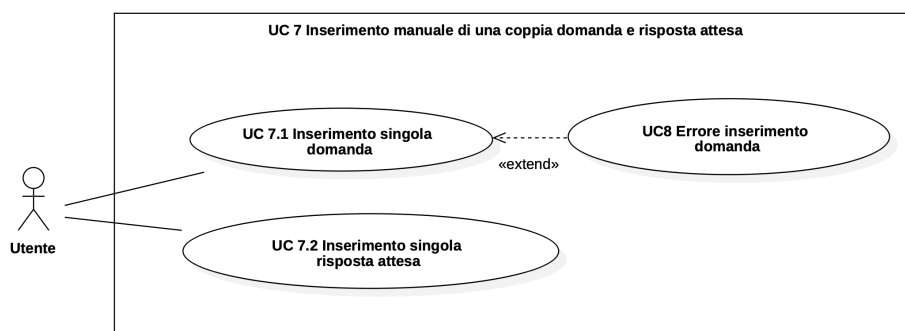 UC 7 Inserimento manuale di una coppia domanda e risposta attesa
UC 7.1 Inserimento singola
domanda
UC8 Errore inserimento
domanda
«extend»
Utente
UC 7.2 Inserimento singola
risposta attesa